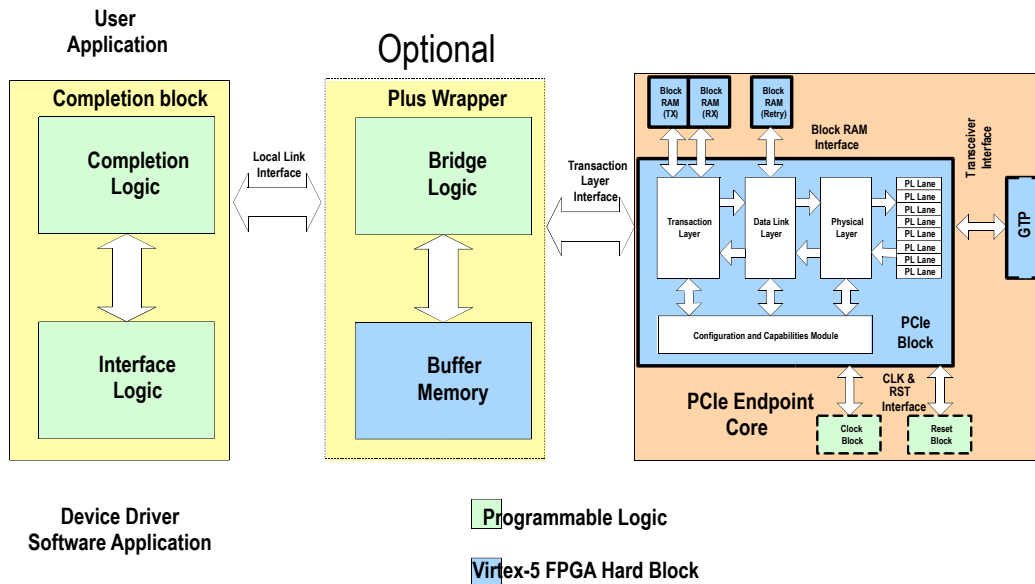 User
Application
Optional
Completion block
Completion
Logic
Interface
Logic
Local Link
Interface
Plus Wrapper
Bridge
Logic
Buffer
Memory
Transaction
Layer
Interface
Block
RAM
(TX)
Block
RAM
(RX)
Block
RAM
(Retry)
Block RAM
Interface
Transceiver
Interface
Transaction
Layer
Data Link
Layer
Physical
Layer
PL Lane
PL Lane
PL Lane
PL Lane
PL Lane
PL Lane
PL Lane
PL Lane
GTP
Configuration and Capabilities Module
PCIe
Block
CLK &
RST
Interface
PCIe Endpoint
Core
Clock
Block
Reset
Block
Device Driver
Software Application
Programmable Logic
Virtex-5 FPGA Hard Block